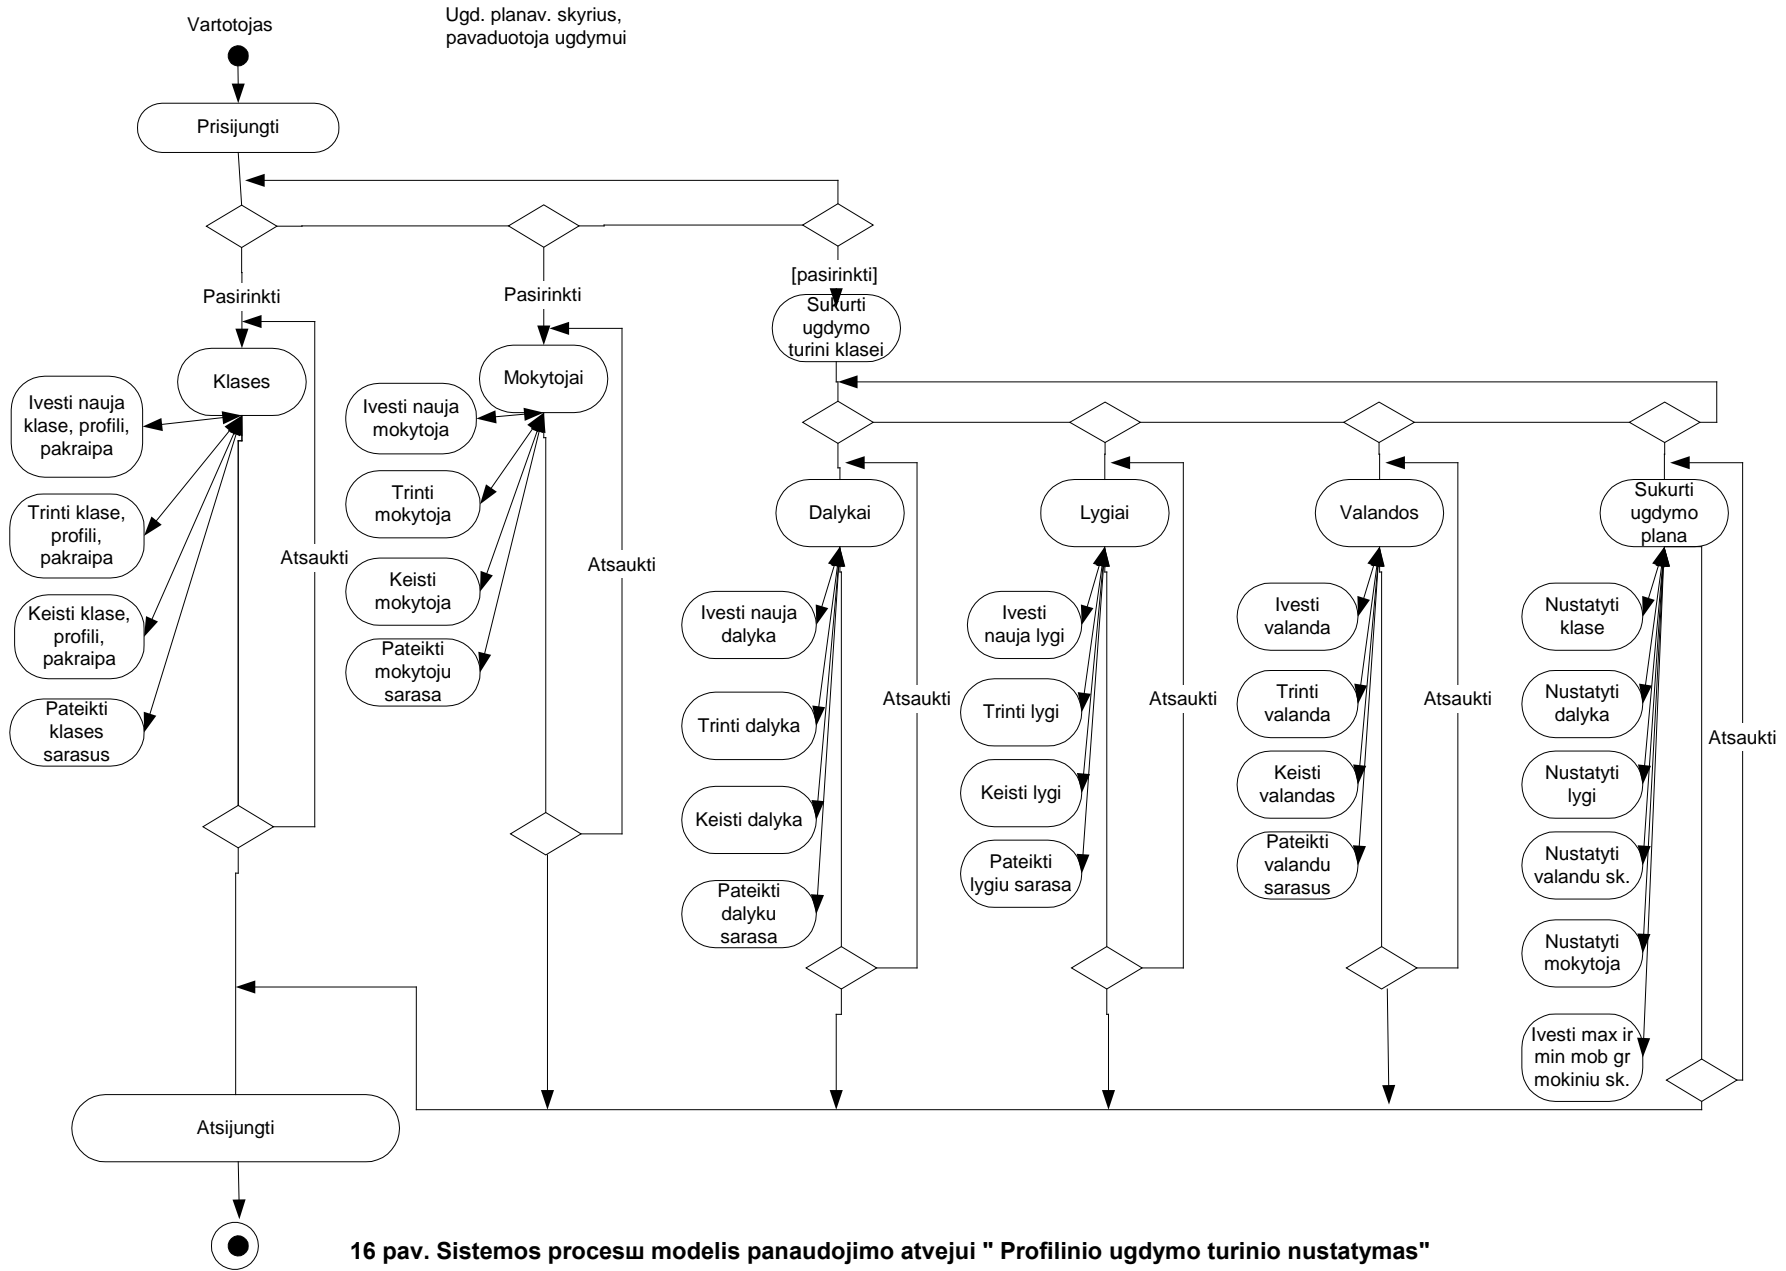 Vartotojas
Ugd. planav. skyrius,
pavaduotoja ugdymui
Prisijungti
Pasirinkti
Pasirinkti
[pasirinkti]
Sukurti
ugdymo
turini klasei
Klases
Mokytojai
Ivesti nauja
klase, profili,
pakraipa
Trinti klase,
profili,
pakraipa
Keisti klase,
profili,
pakraipa
Pateikti
klases
sarasus
Atsaukti
Ivesti nauja
mokytoja
Trinti
mokytoja
Keisti
mokytoja
Pateikti
mokytoju
sarasa
Atsaukti
Dalykai
Ivesti nauja
dalyka
Trinti dalyka
Keisti dalyka
Pateikti
dalyku
sarasa
Atsaukti
Lygiai
Ivesti
nauja lygi
Trinti lygi
Keisti lygi
Pateikti
lygiu sarasa
Atsaukti
Valandos
Ivesti
valanda
Trinti
valanda
Keisti
valandas
Pateikti
valandu
sarasus
Atsaukti
Sukurti
ugdymo
plana
Nustatyti
klase
Nustatyti
dalyka
Nustatyti
lygi
Nustatyti
valandu sk.
Nustatyti
mokytoja
Ivesti max ir
min mob gr
mokiniu sk.
Atsaukti
Atsijungti
16 pav. Sistemos procesш modelis panaudojimo atvejui " Profilinio ugdymo turinio nustatymas"